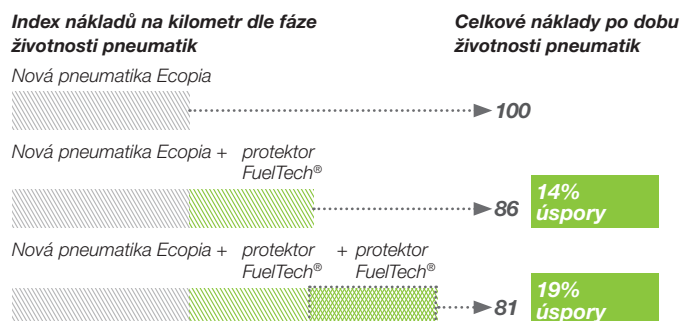 Index nákladů na kilometr dle fáze
životnosti pneumatik
Celkové náklady po dobu
životnosti pneumatik
Nová pneumatika Ecopia
100
Nová pneumatika Ecopia + protektor
FuelTech®
86
14%
úspory
Nová pneumatika Ecopia + protektor + protektor
FuelTech® FuelTech®
81
19%
úspory